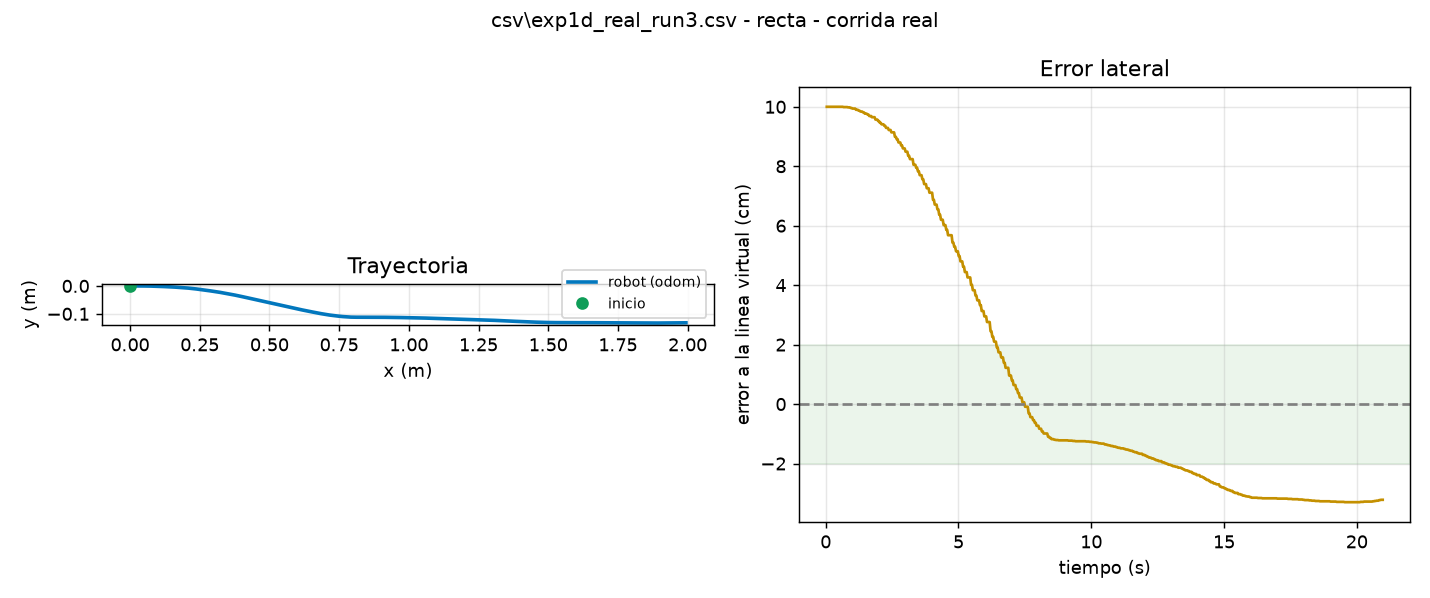 csv\exp1d_real_run3.csv - recta - corrida real
Trayectoria
robot (odom)
inicio
0.0
−0.1
y (m)
0.00 0.25 0.50 0.75 1.00 1.25 1.50 1.75 2.00
x (m)
Error lateral
10
8
6
4
2
0
−2
error a la linea virtual (cm)
0 5 10 15 20
tiempo (s)